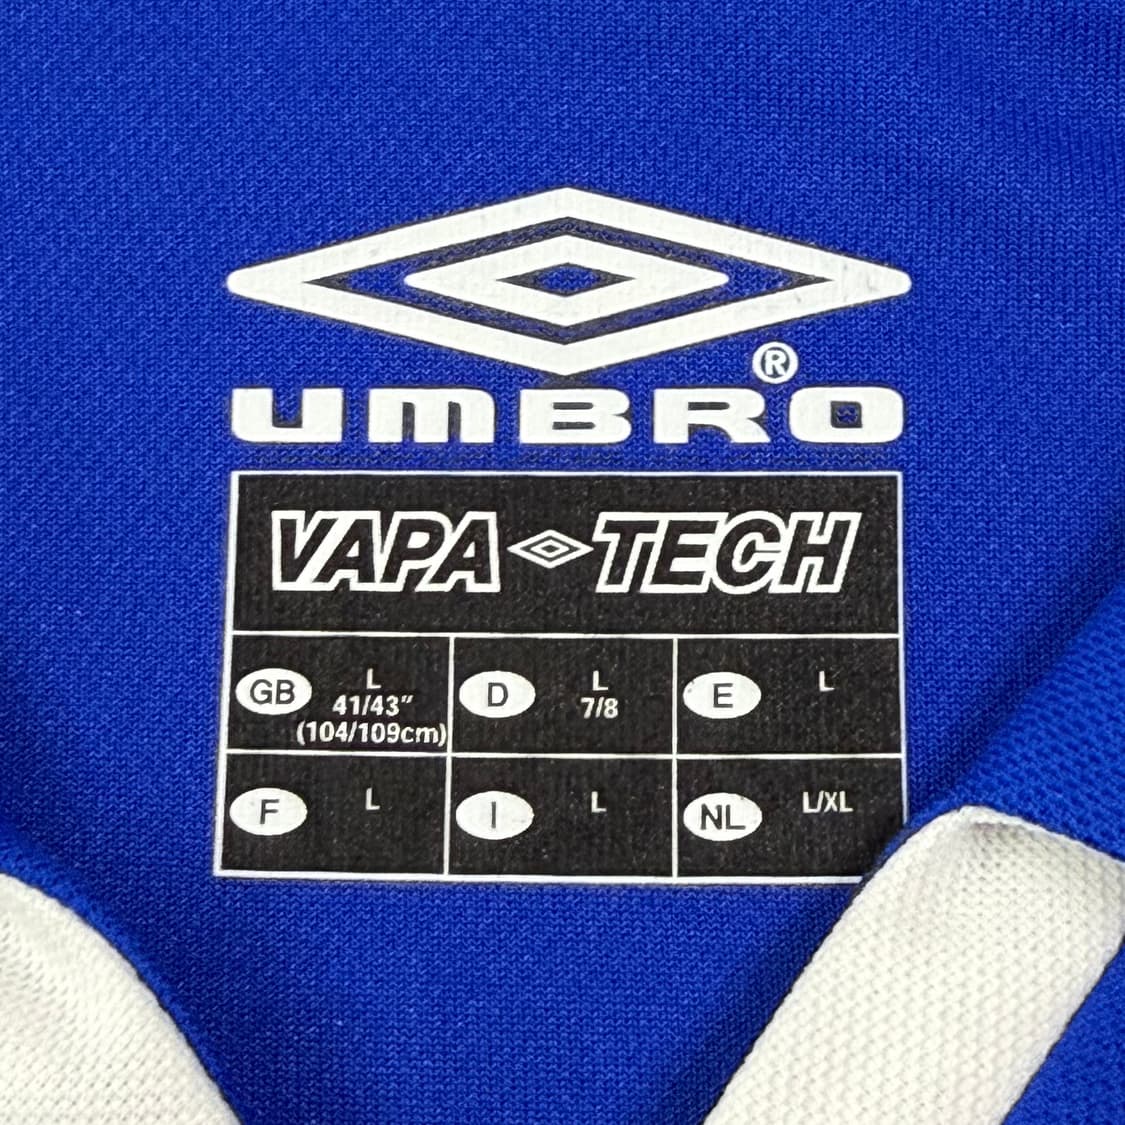 ®
UMBRO
VAPA TECH
GB L
41/43"
(104/109cm)
D L
7/8
E L
F L
I L
NL L/XL